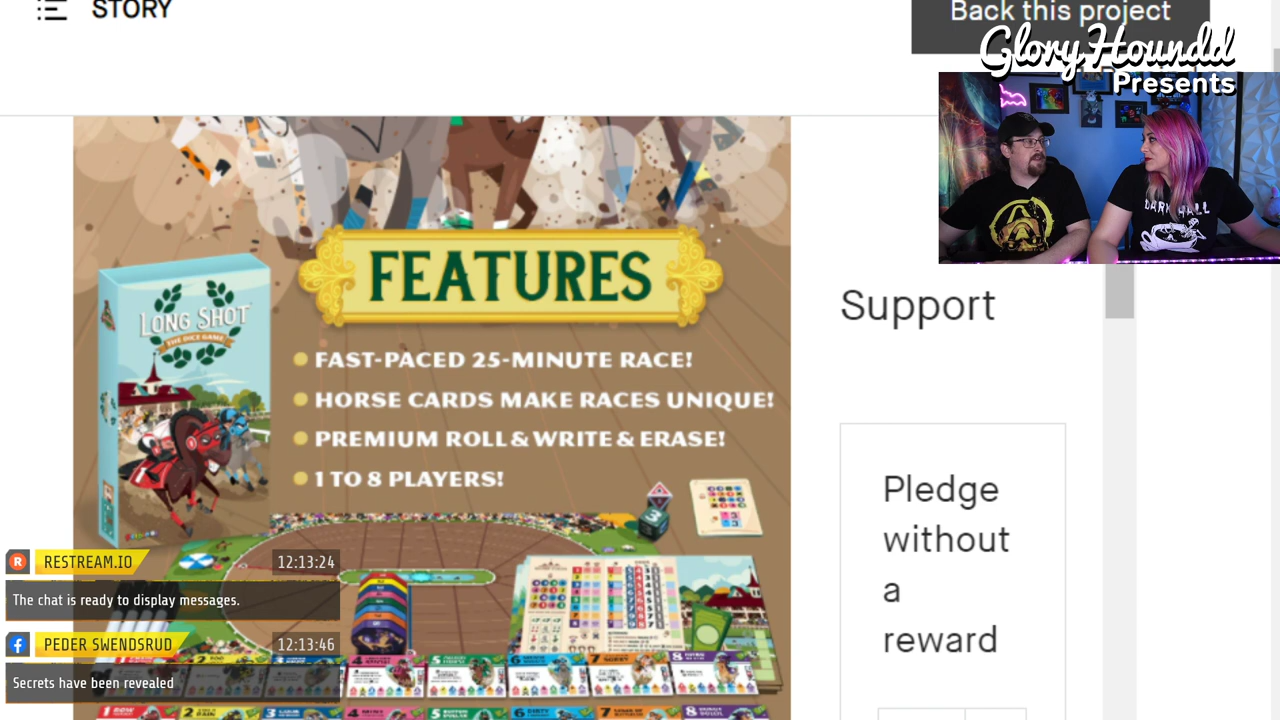 STORY
Back this project
GloryHoundd
Presents
DARK HALL
FEATURES
LONG SHOT
THE DICE GAME
FAST-PACED 25-MINUTE RACE!
HORSE CARDS MAKE RACES UNIQUE!
PREMIUM ROLL & WRITE & ERASE!
1 TO 8 PLAYERS!
Support
Pledge
without
a
reward
RESTREAM.IO
12:13:24
The chat is ready to display messages.
PEDER SWENDSRUD
12:13:46
Secrets have been revealed